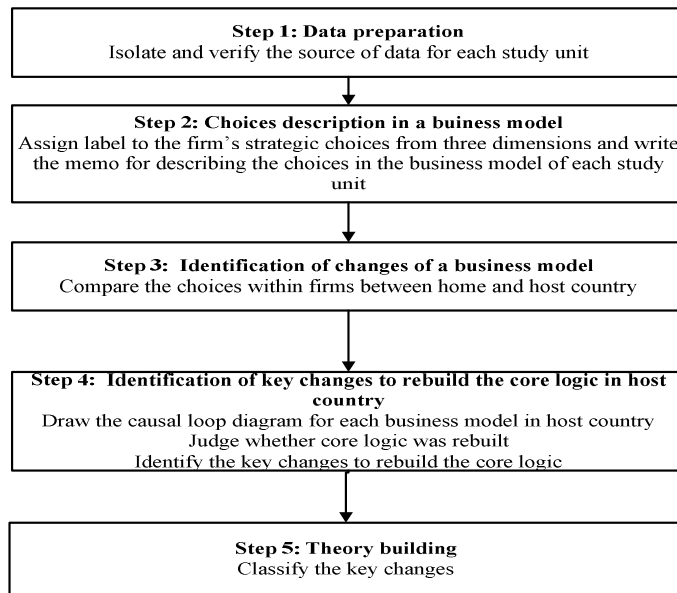 Step 1: Data preparation
Isolate and verify the source of data for each study unit
Step 2: Choices description in a buiness model
Assign label to the firm's strategic choices from three dimensions and write
the memo for describing the choices in the business model of each study
unit
Step 3: Identification of changes of a business model
Compare the choices within firms between home and host country
Step 4: Identification of key changes to rebuild the core logic in host
country
Draw the causal loop diagram for each business model in host country
Judge whether core logic was rebuilt
Identify the key changes to rebuild the core logic
Step 5: Theory building
Classify the key changes